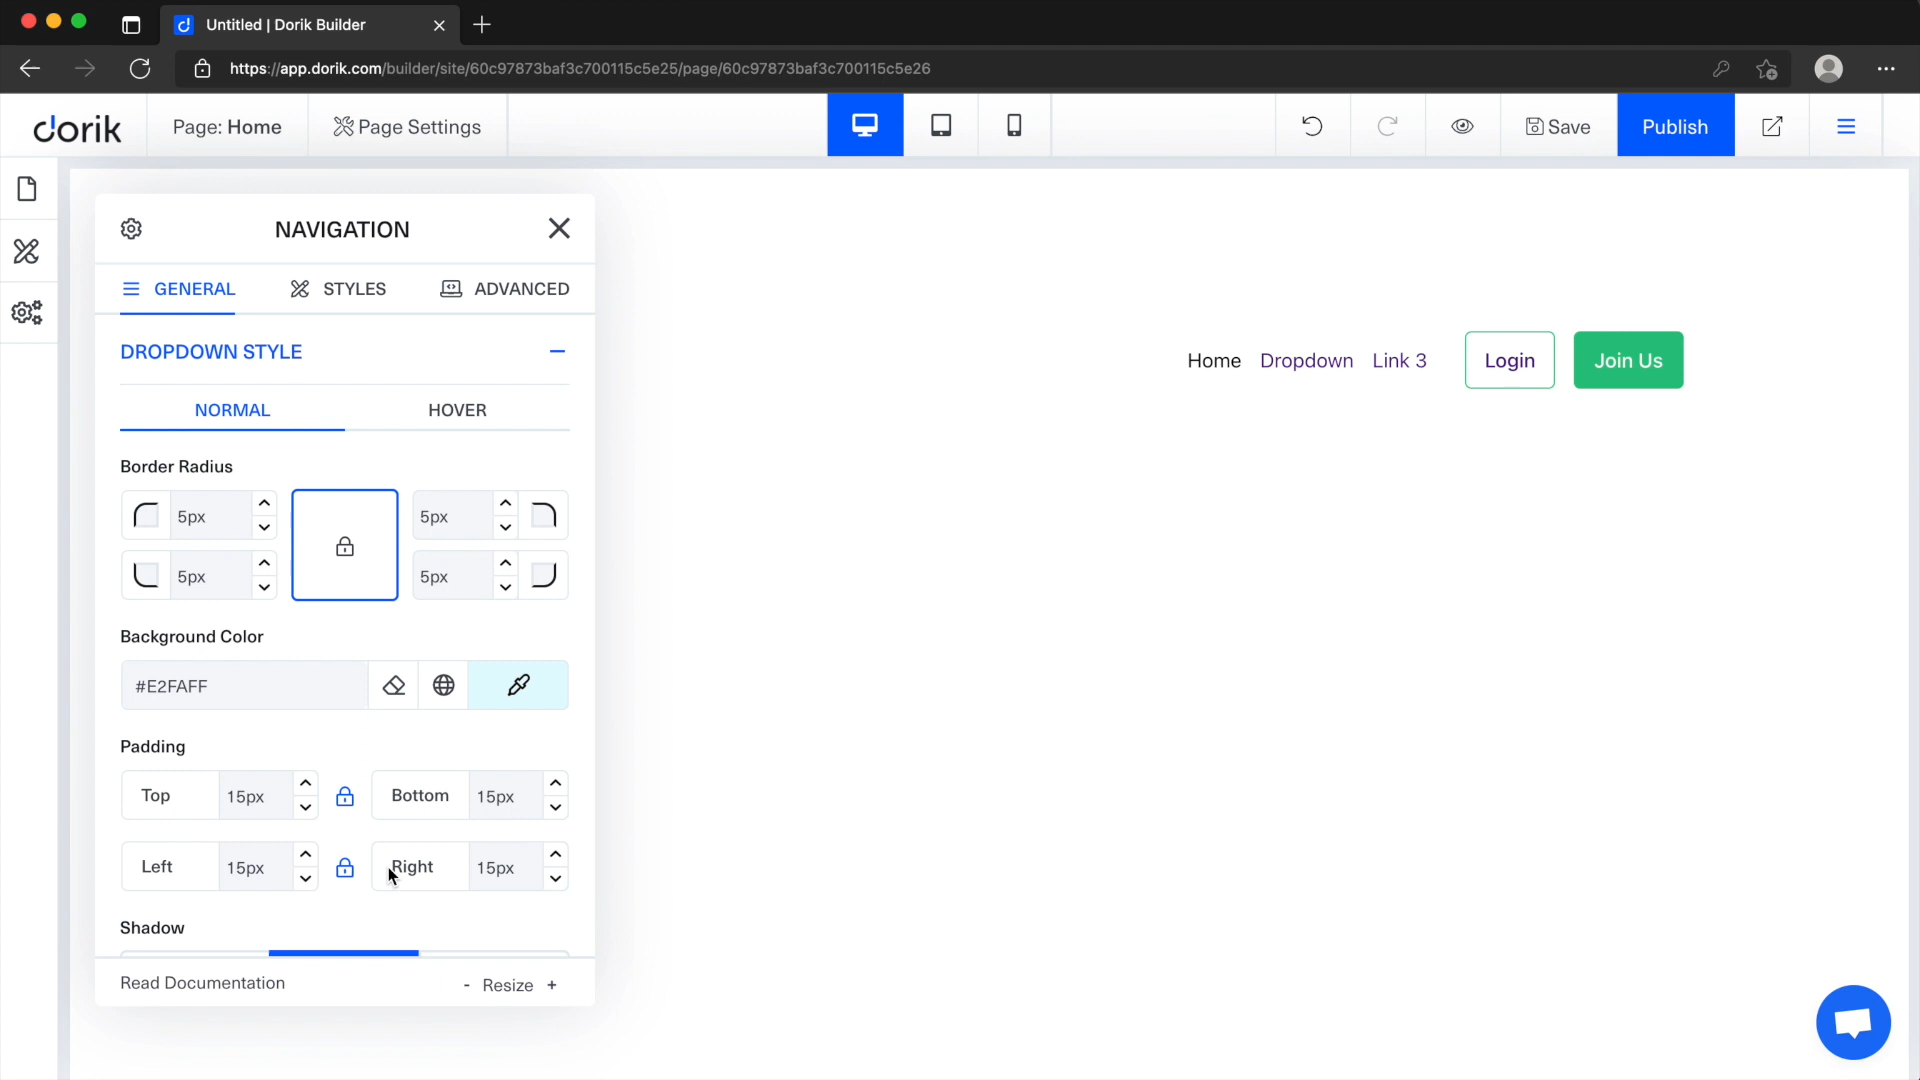 Untitled | Dorik Builder
https://app.dorik.com/builder/site/60c97873baf3c700115c5e25/page/60c97873baf3c700115c5e26
dorik
Page: Home
Page Settings
Save
Publish
NAVIGATION
GENERAL
STYLES
ADVANCED
DROPDOWN STYLE
NORMAL
HOVER
Border Radius
5px
5px
5px
5px
Background Color
#E2FAFF
Padding
Top
15px
Bottom
15px
Left
15px
Right
15px
Shadow
Read Documentation
- Resize +
Home
Dropdown
Link 3
Login
Join Us